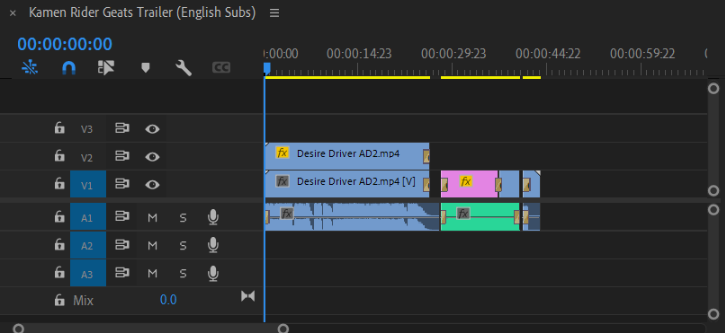 × Kamen Rider Geats Trailer (English Subs) ≡
00:00:00:00
:00:00 00:00:14:23 00:00:29:23 00:00:44:22 00:00:59:22
CC
V3
V2 fx Desire Driver AD2.mp4
V1 fx Desire Driver AD2.mp4 [V] fx
A1 M S fx fx
A2 M S
A3 M S
Mix 0.0